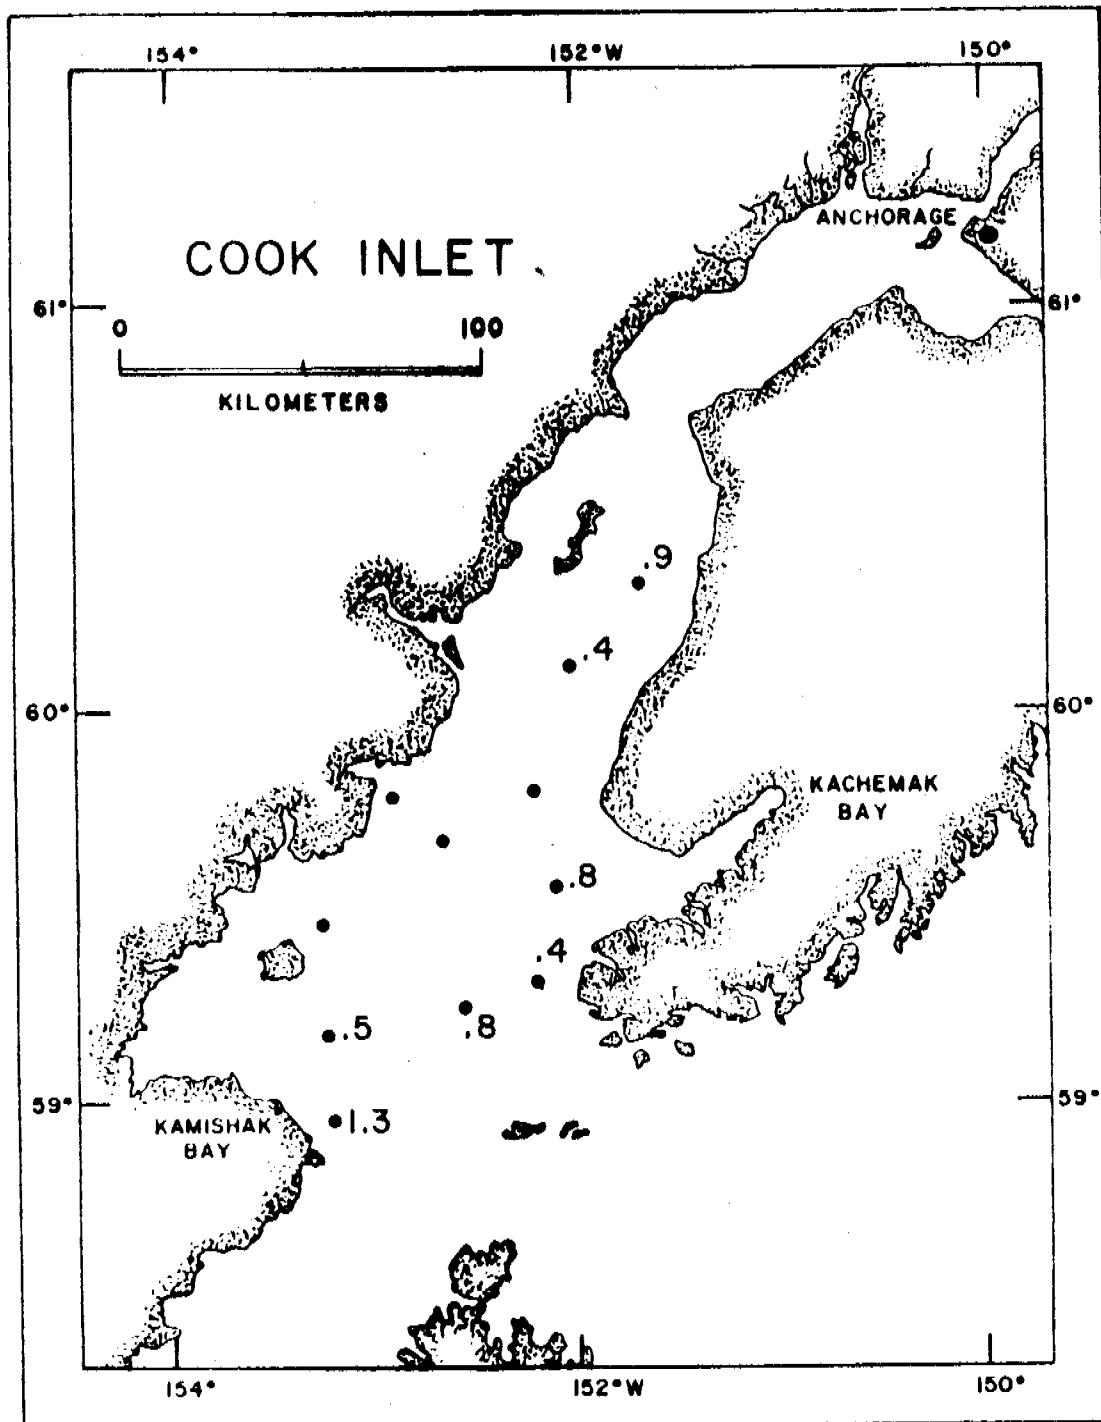 154° 152°W 150°
ANCHORAGE
COOK INLET
61° 61°
0 100
KILOMETERS
.9
.4
60° 60°
KACHEMAK
BAY
.8
.4
.5 .8
59° 59°
1.3
KAMISHAK
BAY
154° 152°W 150°